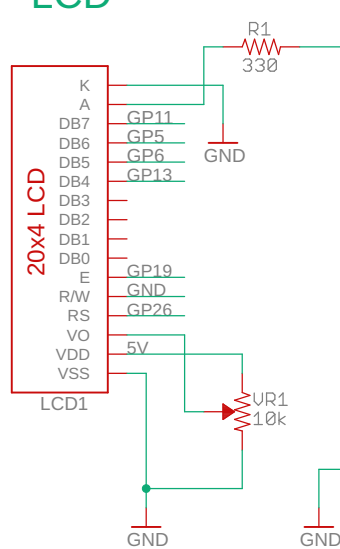 LCD
R1
330
K
A
DB7 GP11
DB6 GP5
GND
DB5 GP6
DB4 GP13
DB3
20x4 LCD
DB2
DB1
DB0
E GP19
R/W GND
RS GP26
VO
VDD 5V
VSS
VR1
LCD1
10k
GND
GND